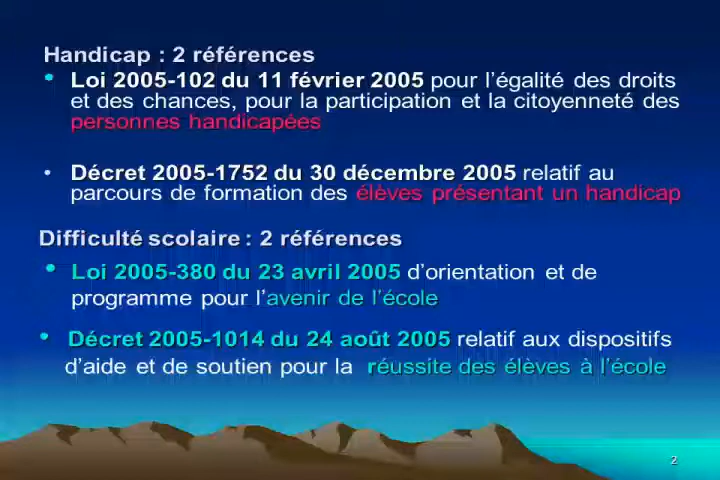 Handicap : 2 références
• Loi 2005-102 du 11 février 2005 pour l’égalité des droits
et des chances, pour la participation et la citoyenneté des
personnes handicapées
• Décret 2005-1752 du 30 décembre 2005 relatif au
parcours de formation des élèves présentant un handicap
Difficulté scolaire : 2 références
• Loi 2005-380 du 23 avril 2005 d’orientation et de
programme pour l’avenir de l’école
• Décret 2005-1014 du 24 août 2005 relatif aux dispositifs
d’aide et de soutien pour la réussite des élèves à l’école
2